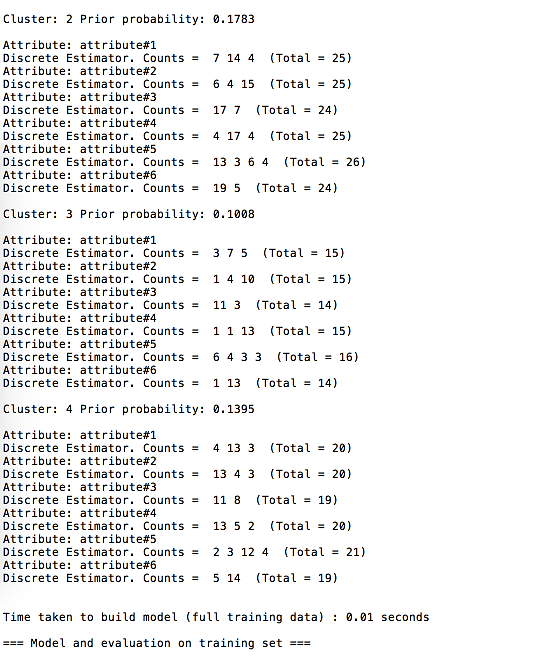 Cluster: 2 Prior probability: 0.1783
Attribute: attribute#1
Discrete Estimator. Counts =  7 14 4  (Total = 25)
Attribute: attribute#2
Discrete Estimator. Counts =  6 4 15  (Total = 25)
Attribute: attribute#3
Discrete Estimator. Counts =  17 7  (Total = 24)
Attribute: attribute#4
Discrete Estimator. Counts =  4 17 4  (Total = 25)
Attribute: attribute#5
Discrete Estimator. Counts =  13 3 6 4  (Total = 26)
Attribute: attribute#6
Discrete Estimator. Counts =  19 5  (Total = 24)
Cluster: 3 Prior probability: 0.1008
Attribute: attribute#1
Discrete Estimator. Counts =  3 7 5  (Total = 15)
Attribute: attribute#2
Discrete Estimator. Counts =  1 4 10  (Total = 15)
Attribute: attribute#3
Discrete Estimator. Counts =  11 3  (Total = 14)
Attribute: attribute#4
Discrete Estimator. Counts =  1 1 13  (Total = 15)
Attribute: attribute#5
Discrete Estimator. Counts =  6 4 3 3  (Total = 16)
Attribute: attribute#6
Discrete Estimator. Counts =  1 13  (Total = 14)
Cluster: 4 Prior probability: 0.1395
Attribute: attribute#1
Discrete Estimator. Counts =  4 13 3  (Total = 20)
Attribute: attribute#2
Discrete Estimator. Counts =  13 4 3  (Total = 20)
Attribute: attribute#3
Discrete Estimator. Counts =  11 8  (Total = 19)
Attribute: attribute#4
Discrete Estimator. Counts =  13 5 2  (Total = 20)
Attribute: attribute#5
Discrete Estimator. Counts =  2 3 12 4  (Total = 21)
Attribute: attribute#6
Discrete Estimator. Counts =  5 14  (Total = 19)
Time taken to build model (full training data) : 0.01 seconds
=== Model and evaluation on training set ===